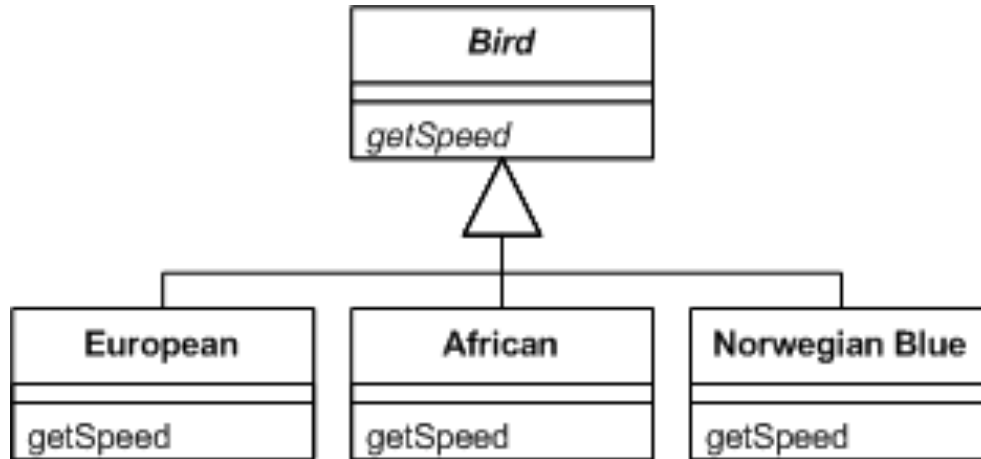 Bird
getSpeed
European
getSpeed
African
getSpeed
Norwegian Blue
getSpeed